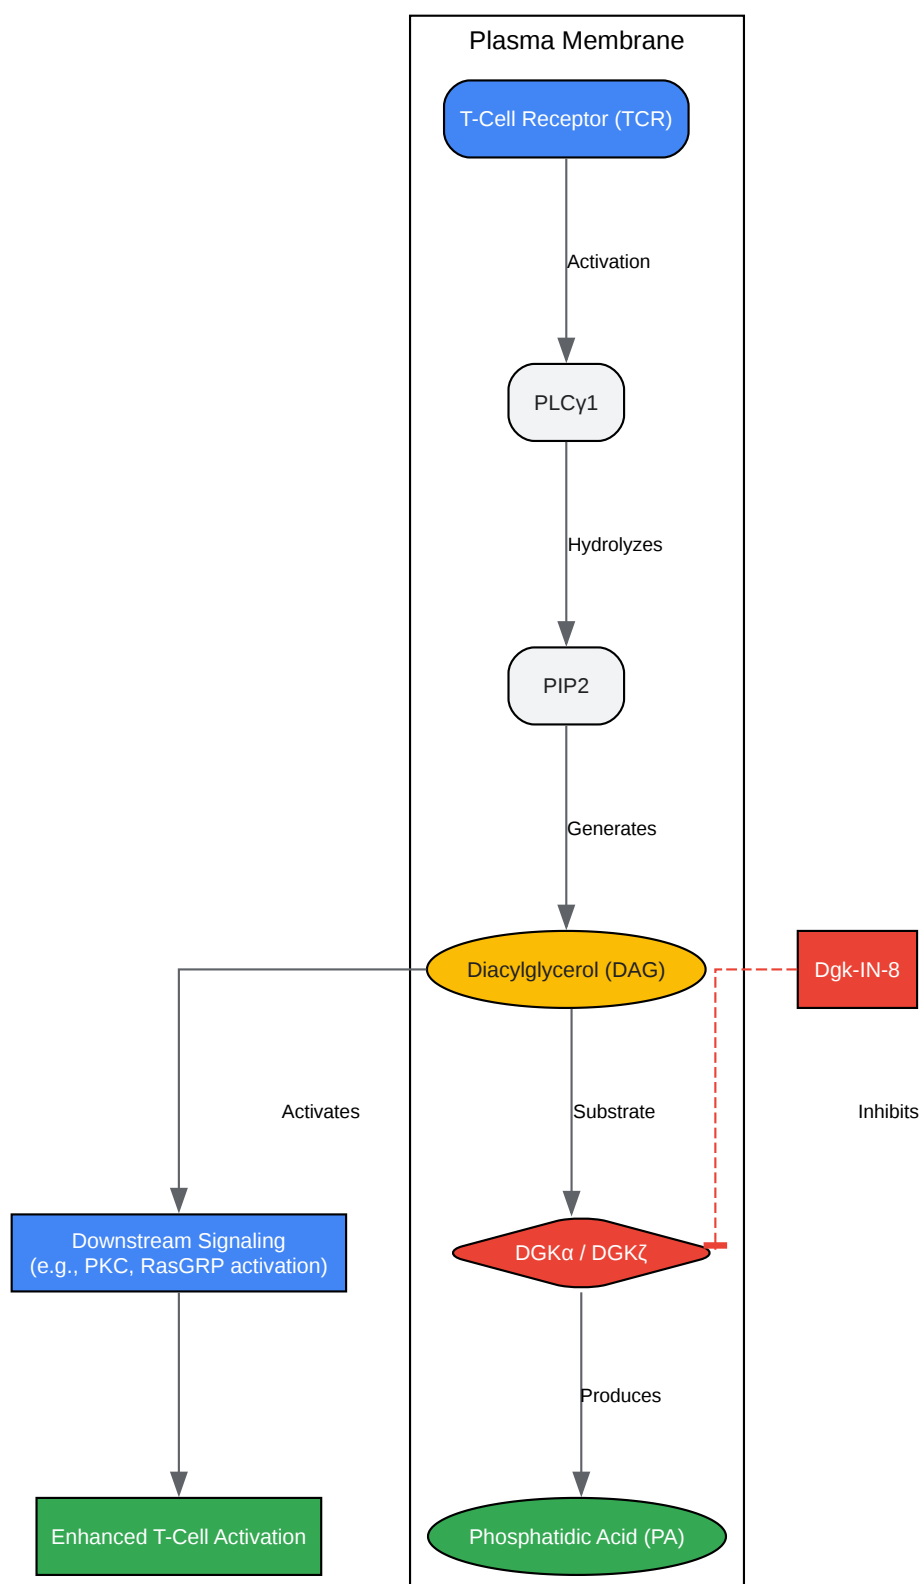 Plasma Membrane
T-Cell Receptor (TCR)
Activation
PLCγ1
Hydrolyzes
PIP2
Generates
Diacylglycerol (DAG)
Dgk-IN-8
Activates
Substrate
Inhibits
Downstream Signaling
(e.g., PKC, RasGRP activation)
DGKα / DGKζ
Produces
Enhanced T-Cell Activation
Phosphatidic Acid (PA)